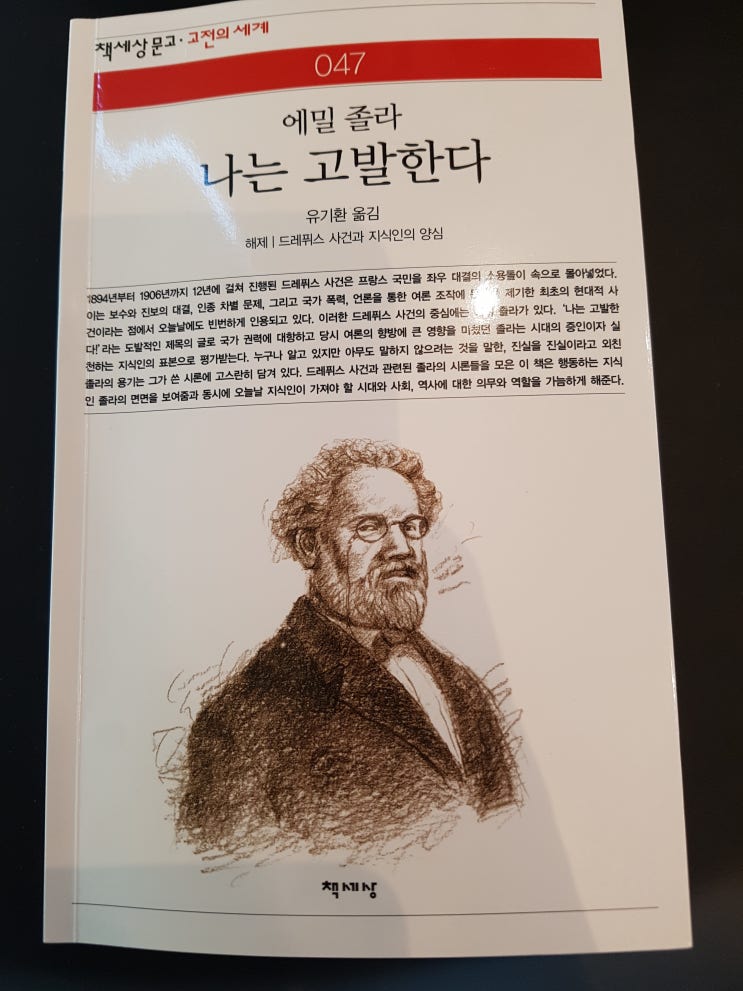 책세상문고·고전의세계
047
에밀 졸라
나는 고발한다
유기환 옮김
해제 | 드레퓌스 사건과 지식인의 양심
1894년부터 1906년까지 12년에 걸쳐 진행된 드레퓌스 사건은 프랑스 국민을 좌우 대결의 소용돌이 속으로 몰아넣었다.
이는 보수와 진보의 대결, 인종 차별 문제, 그리고 국가 폭력, 언론을 통한 여론 조작에 제기한 최초의 현대적 사
건이라는 점에서 오늘날에도 빈번하게 인용되고 있다. 이러한 드레퓌스 사건의 중심에는 졸라가 있다. '나는 고발한
다!'라는 도발적인 제목의 글로 국가 권력에 대항하고 당시 여론의 향방에 큰 영향을 미쳤던 졸라는 시대의 증인이자 실
천하는 지식인의 표본으로 평가받는다. 누구나 알고 있지만 아무도 말하지 않으려는 것을 말한, 진실을 진실이라고 외친
졸라의 용기는 그가 쓴 시론에 고스란히 담겨 있다. 드레퓌스 사건과 관련된 졸라의 시론들을 모은 이 책은 행동하는 지식
인 졸라의 면면을 보여줌과 동시에 오늘날 지식인이 가져야 할 시대와 사회, 역사에 대한 의무와 역할을 가늠하게 해준다.
책세상